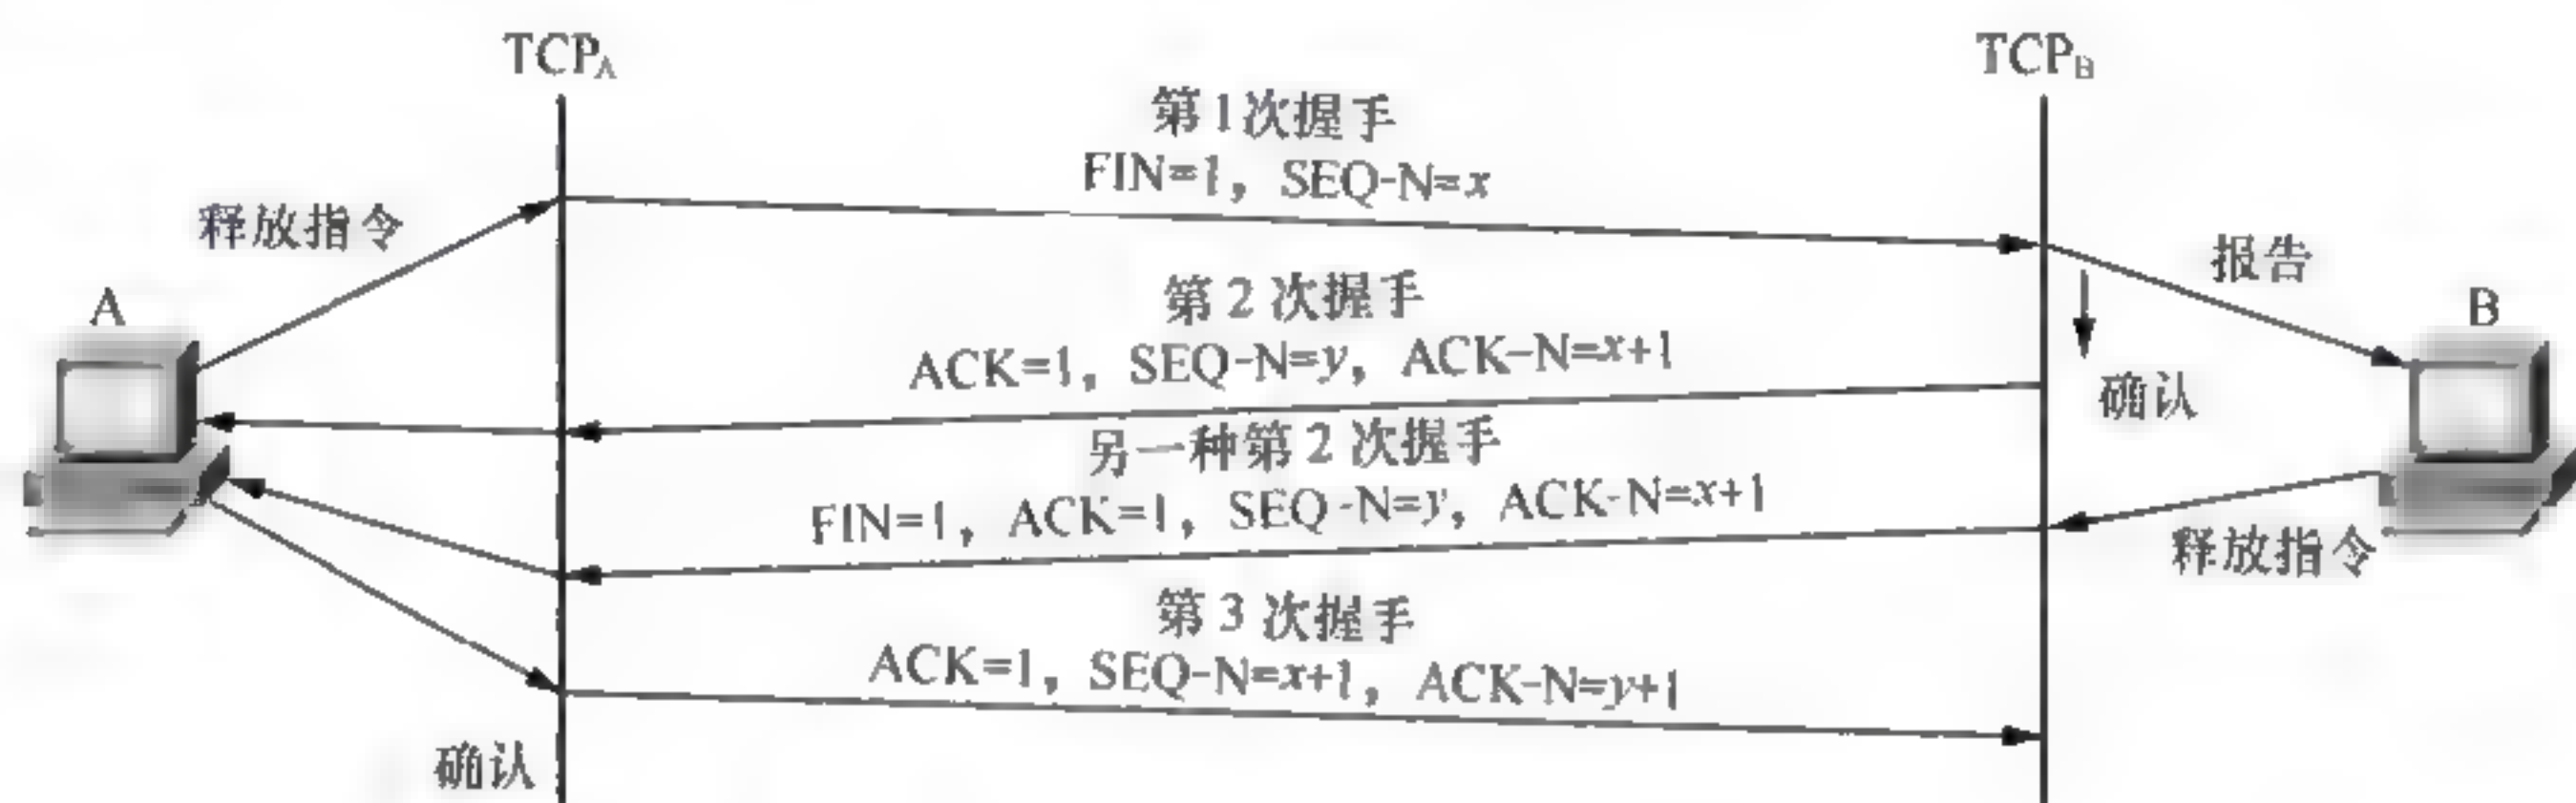 TCP_A
TCP_B
第1次握手
FIN=1, SEQ-N=x
释放指令
报告
A
B
第2次握手
ACK=1, SEQ-N=y, ACK-N=x+1
确认
另一种第2次握手
FIN=1, ACK=1, SEQ-N=y, ACK-N=x+1
释放指令
第3次握手
ACK=1, SEQ-N=x+1, ACK-N=y+1
确认